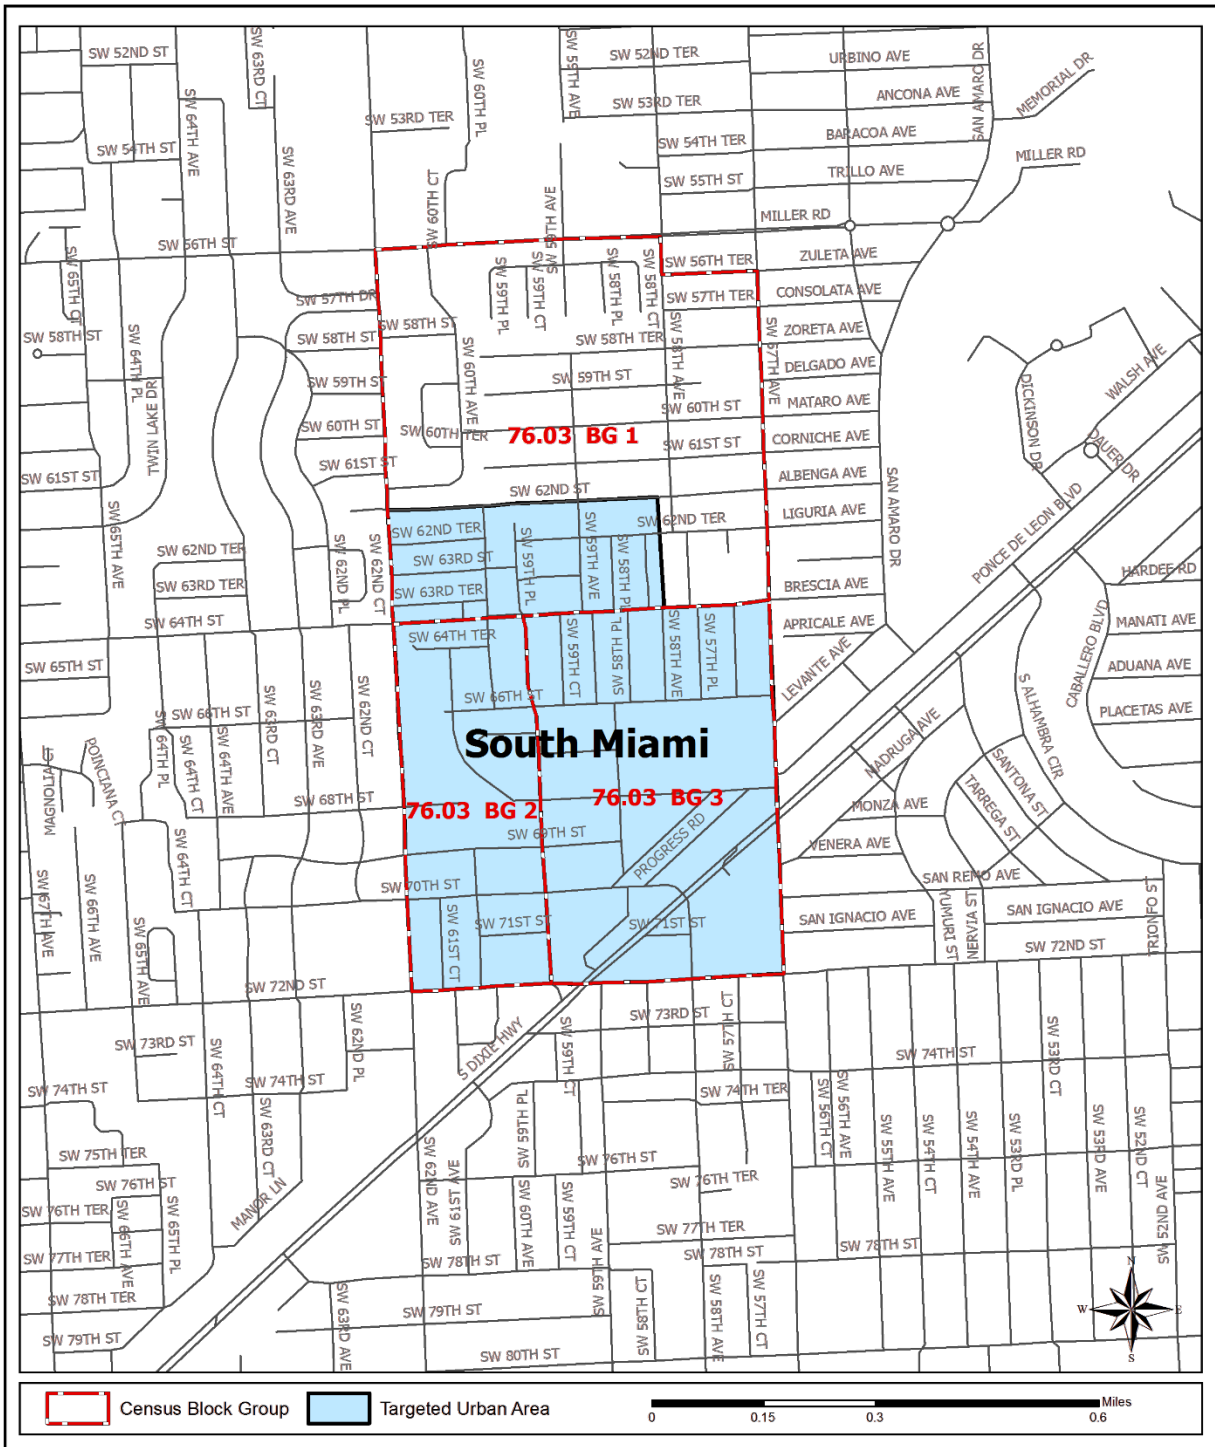 SW 52ND ST
SW 63RD CT
SW 60TH PL
SW 59TH AVE
SW 52ND TER
URBINO AVE
SAN AMARO DR
MEMORIAL DR
SW 64TH AVE
SW 53RD TER
SW 53RD TER
ANCONA AVE
SW 54TH ST
SW 63RD AVE
SW 54TH TER
BARACOA AVE
MILLER RD
SW 60TH CT
SW 59TH AVE
SW 55TH ST
TRILLO AVE
MILLER RD
SW 56TH ST
SW 56TH TER
ZULETA AVE
SW 65TH CT
SW 57TH DR
SW 59TH PL
SW 59TH CT
SW 58TH PL
SW 58TH CT
SW 57TH TER
CONSOLATA AVE
SW 58TH ST
SW 64TH PL
SW 58TH ST
SW 58TH ST
SW 58TH TER
SW 58TH AVE
SW 57TH AVE
ZORETA AVE
DELGADO AVE
WALSH AVE
TWIN LAKE DR
SW 59TH ST
SW 60TH AVE
SW 59TH ST
MATARO AVE
DICKINSON DR
SW 60TH ST
SW 60TH TER
76.03 BG 1
SW 60TH ST
SW 61ST ST
CORNICHE AVE
DAUER DR
SW 61ST ST
SW 61ST ST
SW 62ND ST
ALBENGA AVE
SAN AMARO DR
PONCE DE LEON BLVD
SW 65TH AVE
SW 62ND TER
SW 62ND PL
SW 62ND CT
SW 62ND TER
SW 59TH PL
SW 59TH AVE
SW 58TH PL
SW 62ND TER
LIGURIA AVE
SW 63RD TER
SW 63RD ST
SW 63RD TER
BRESCIA AVE
HARDEE RD
SW 64TH ST
SW 64TH TER
SW 59TH CT
SW 58TH PL
SW 58TH AVE
SW 57TH PL
APRICALE AVE
CABALLERO BLVD
MANATI AVE
SW 65TH ST
SW 63RD CT
SW 63RD AVE
SW 62ND CT
SW 66TH ST
LEVANTE AVE
S ALHAMBRA CIR
ADUANA AVE
SW 66TH ST
PLACETAS AVE
MAGNOLIA CT
POINCIANA CT
SW 64TH PL
SW 64TH CT
SW 64TH AVE
South Miami
MADRUGA AVE
SANTONA ST
TARREGA ST
SW 68TH ST
76.03 BG 2
76.03 BG 3
MONZA AVE
SW 69TH ST
PROGRESS RD
VENERA AVE
SW 64TH CT
SW 67TH AVE
SW 66TH AVE
SW 70TH ST
SAN REMO AVE
SW 65TH AVE
SW 61ST CT
SW 71ST ST
SW 71ST ST
SAN IGNACIO AVE
YUMURI ST
NERVIA ST
SAN IGNACIO AVE
TRIONFO ST
SW 72ND ST
SW 72ND ST
SW 73RD ST
SW 64TH CT
SW 62ND PL
S DIXIE HWY
SW 59TH CT
SW 73RD ST
SW 57TH CT
SW 74TH ST
SW 53RD CT
SW 74TH ST
SW 74TH ST
SW 74TH TER
SW 63RD CT
SW 59TH PL
SW 56TH CT
SW 56TH AVE
SW 55TH AVE
SW 54TH CT
SW 54TH AVE
SW 53RD PL
SW 53RD AVE
SW 52ND CT
SW 75TH TER
SW 62ND AVE
SW 61ST AVE
SW 76TH ST
SW 76TH ST
SW 76TH TER
SW 76TH TER
SW 66TH AVE
SW 65TH PL
MANOR LN
SW 60TH AVE
SW 59TH CT
SW 59TH AVE
SW 77TH TER
SW 52ND AVE
SW 77TH TER
SW 78TH ST
SW 78TH ST
SW 78TH ST
SW 78TH TER
SW 63RD AVE
SW 79TH ST
SW 58TH CT
SW 58TH AVE
SW 57TH CT
SW 79TH ST
SW 80TH ST
N
W
E
S
Census Block Group
Targeted Urban Area
Miles
0
0.15
0.3
0.6